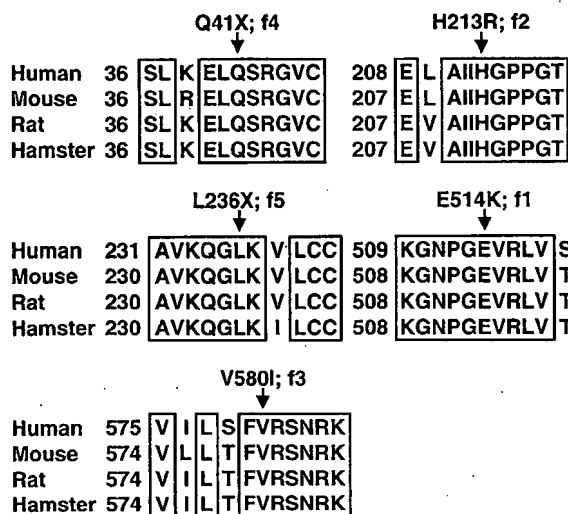 Q41X; f4 H213R; f2
Human 36 SL K ELQSRGVC 208 E L AIIHGPPGT
Mouse 36 SL R ELQSRGVC 207 E L AIIHGPPGT
Rat 36 SL K ELQSRGVC 207 E V AIIHGPPGT
Hamster 36 SL K ELQSRGVC 207 E V AIIHGPPGT
L236X; f5 E514K; f1
Human 231 AVKQGLK V LCC 509 KGNPGEVRLV S
Mouse 230 AVKQGLK V LCC 508 KGNPGEVRLV T
Rat 230 AVKQGLK V LCC 508 KGNPGEVRLV T
Hamster 230 AVKQGLK I LCC 508 KGNPGEVRLV T
V580I; f3
Human 575 V I L S FVRSNRK
Mouse 574 V L L T FVRSNRK
Rat 574 V I L T FVRSNRK
Hamster 574 V I L T FVRSNRK